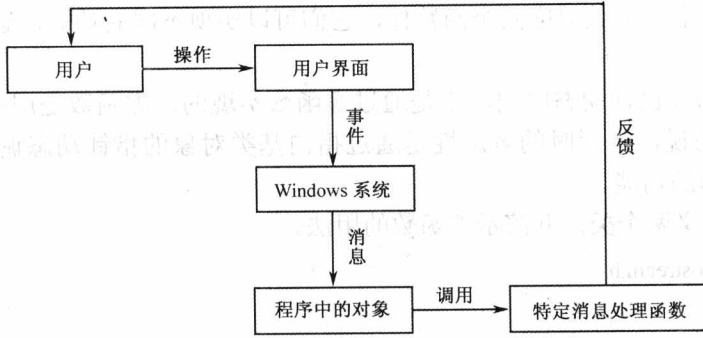 用户
操作
用户界面
事件
Windows 系统
消息
程序中的对象
调用
特定消息处理函数
反馈